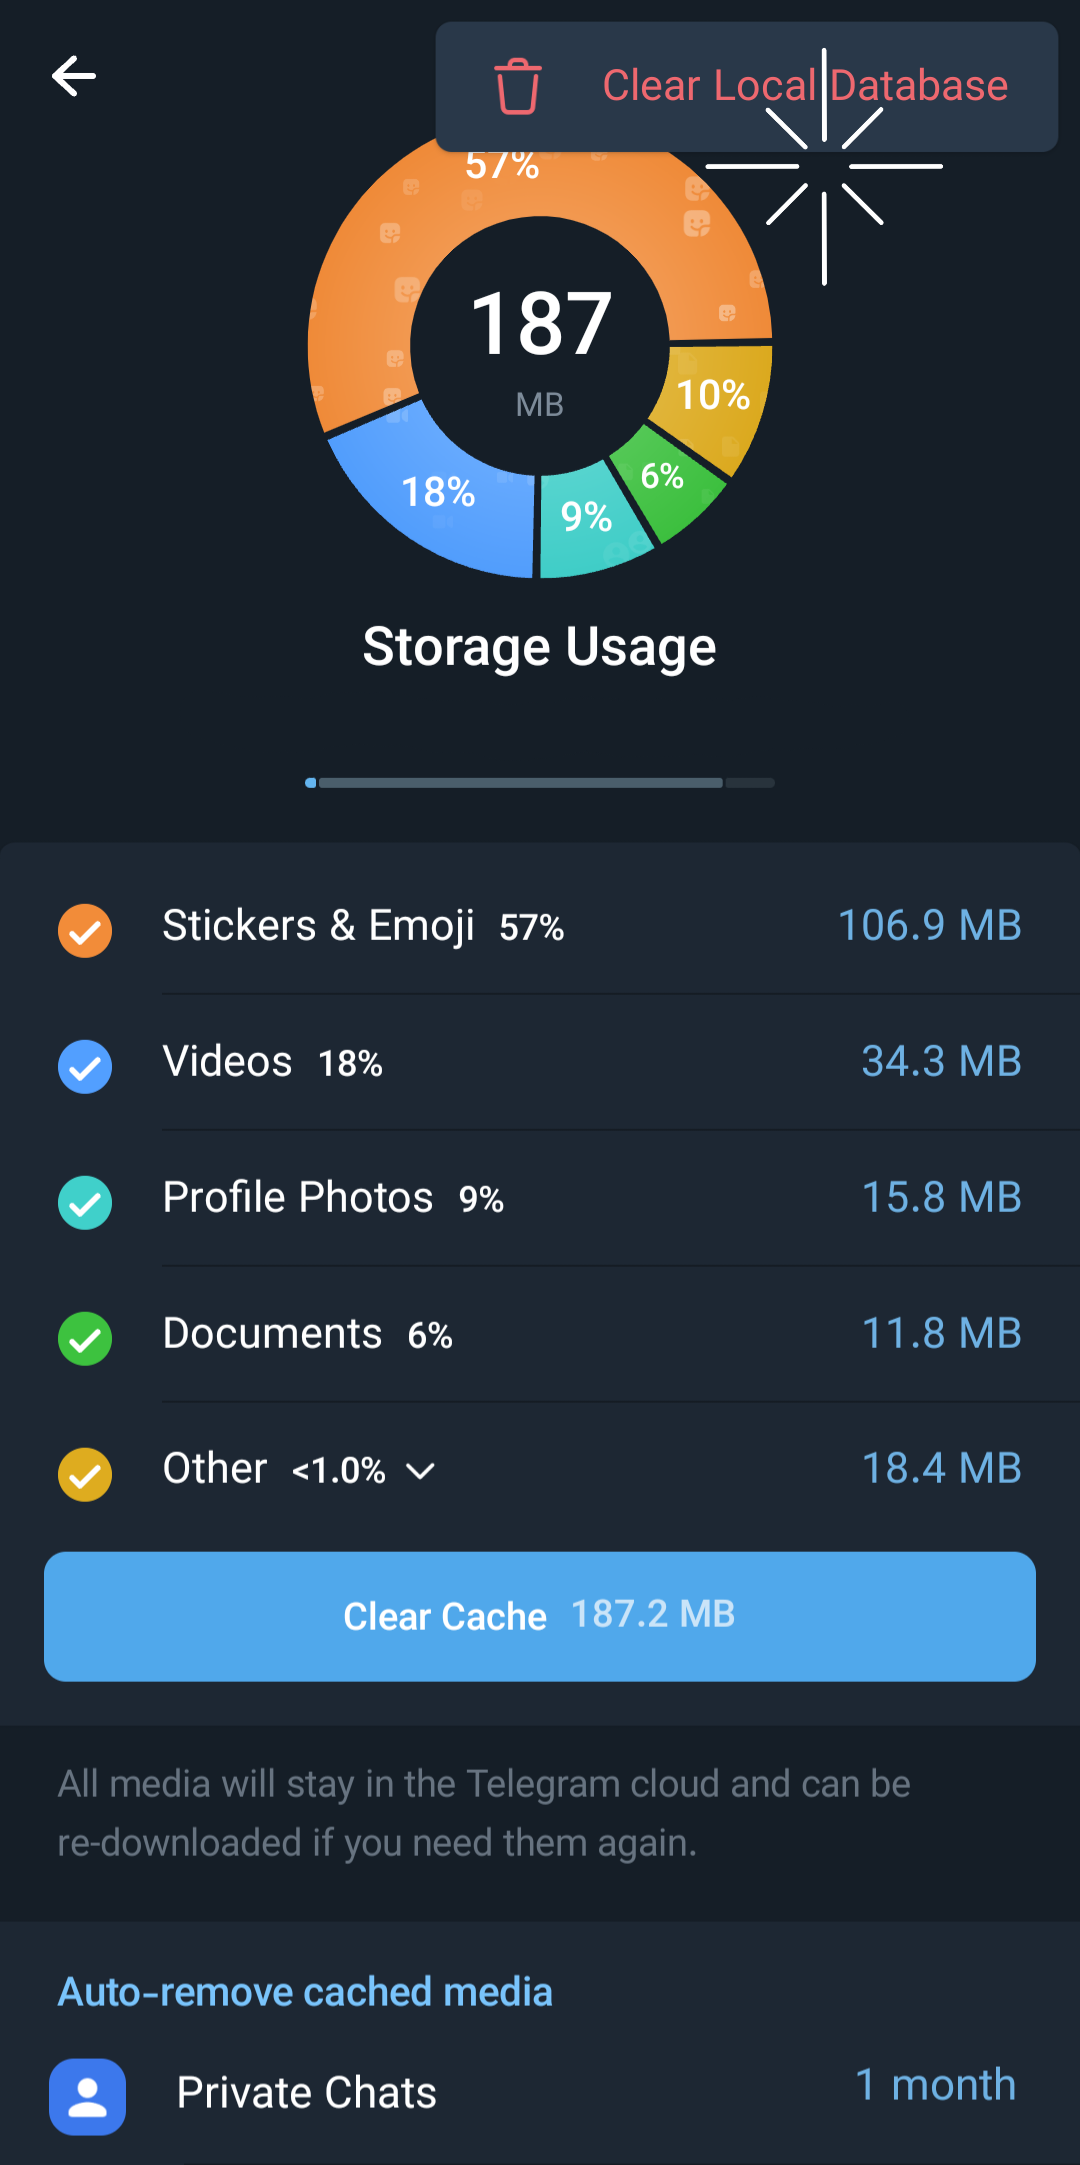 Clear Local Database
57%
187
MB
10%
6%
18%
9%
Storage Usage
Stickers & Emoji 57% 106.9 MB
Videos 18% 34.3 MB
Profile Photos 9% 15.8 MB
Documents 6% 11.8 MB
Other <1.0% 18.4 MB
Clear Cache 187.2 MB
All media will stay in the Telegram cloud and can be
re-downloaded if you need them again.
Auto-remove cached media
Private Chats 1 month